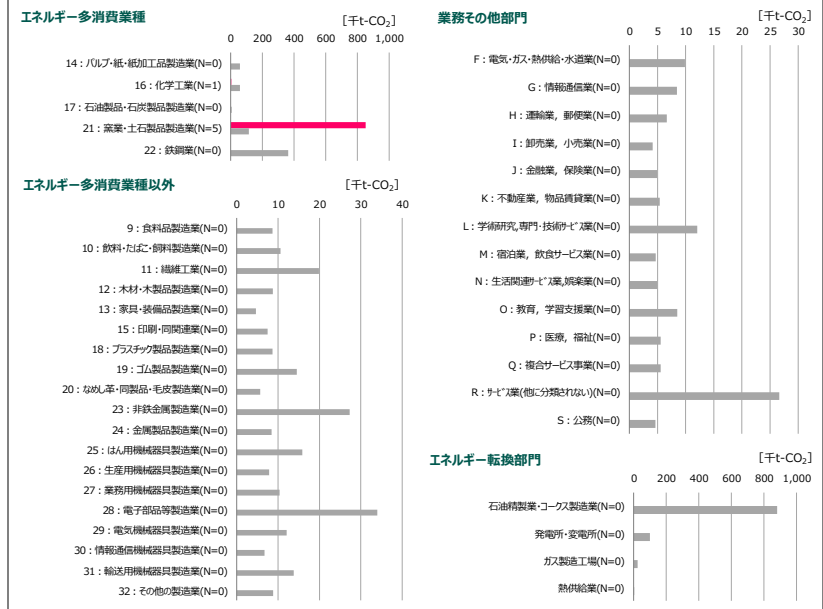 エネルギー多消費業種
[千t-CO₂]
0 200 400 600 800 1,000
14：パルプ・紙・紙加工品製造業(N=0)
16：化学工業(N=1)
17：石油製品・石炭製品製造業(N=0)
21：窯業・土石製品製造業(N=5)
22：鉄鋼業(N=0)
エネルギー多消費業種以外
[千t-CO₂]
0 10 20 30 40
9：食料品製造業(N=0)
10：飲料・たばこ・飼料製造業(N=0)
11：繊維工業(N=0)
12：木材・木製品製造業(N=0)
13：家具・装備品製造業(N=0)
15：印刷・同関連業(N=0)
18：プラスチック製品製造業(N=0)
19：ゴム製品製造業(N=0)
20：なめし革・同製品・毛皮製造業(N=0)
23：非鉄金属製造業(N=0)
24：金属製品製造業(N=0)
25：はん用機械器具製造業(N=0)
26：生産用機械器具製造業(N=0)
27：業務用機械器具製造業(N=0)
28：電子部品等製造業(N=0)
29：電気機械器具製造業(N=0)
30：情報通信機械器具製造業(N=0)
31：輸送用機械器具製造業(N=0)
32：その他の製造業(N=0)
業務その他部門
[千t-CO₂]
0 5 10 15 20 25 30
F：電気・ガス・熱供給・水道業(N=0)
G：情報通信業(N=0)
H：運輸業，郵便業(N=0)
I：卸売業，小売業(N=0)
J：金融業，保険業(N=0)
K：不動産業，物品賃貸業(N=0)
L：学術研究,専門・技術ｻｰﾋﾞｽ業(N=0)
M：宿泊業，飲食サービス業(N=0)
N：生活関連ｻｰﾋﾞｽ業,娯楽業(N=0)
O：教育，学習支援業(N=0)
P：医療，福祉(N=0)
Q：複合サービス事業(N=0)
R：ｻｰﾋﾞｽ業(他に分類されない)(N=0)
S：公務(N=0)
エネルギー転換部門
[千t-CO₂]
0 200 400 600 800 1,000
石油精製業・コークス製造業(N=0)
発電所・変電所(N=0)
ガス製造工場(N=0)
熱供給業(N=0)